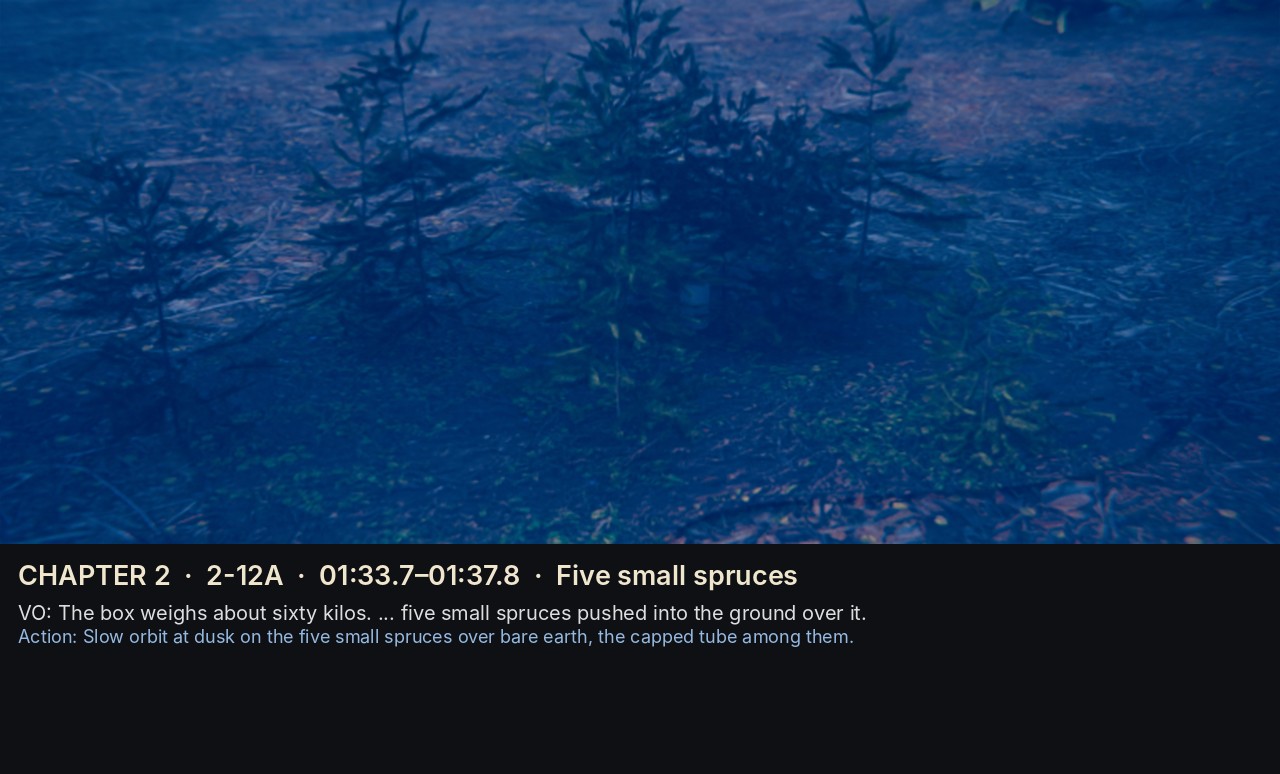 CHAPTER 2 · 2-12A · 01:33.7–01:37.8 · Five small spruces
VO: The box weighs about sixty kilos. ... five small spruces pushed into the ground over it.
Action: Slow orbit at dusk on the five small spruces over bare earth, the capped tube among them.